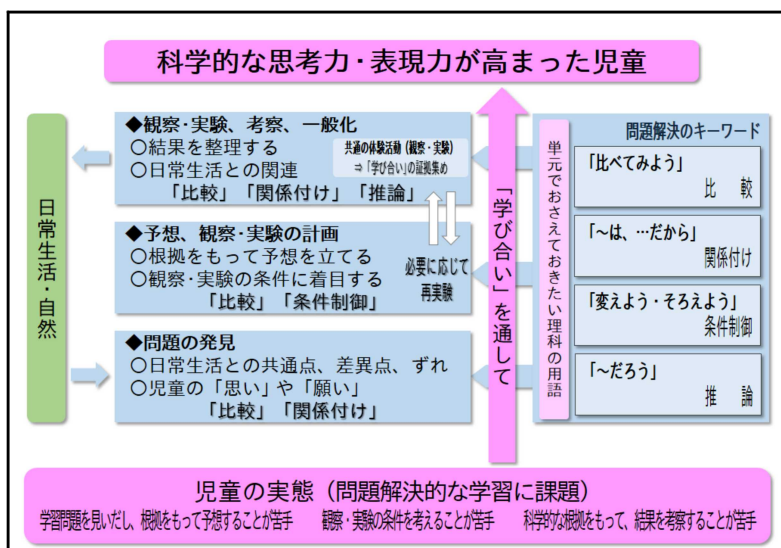 科学的な思考力・表現力が高まった児童
日常生活・自然
◆観察・実験、考察、一般化
○結果を整理する
○日常生活との関連
「比較」「関係付け」「推論」
共通の体験活動（観察・実験）
⇒「学び合い」の証拠集め
◆予想、観察・実験の計画
○根拠をもって予想を立てる
○観察・実験の条件に着目する
「比較」「条件制御」
必要に応じて
再実験
◆問題の発見
○日常生活との共通点、差異点、ずれ
○児童の「思い」や「願い」
「比較」「関係付け」
「学び合い」を通して
単元でおさえておきたい理科の用語
問題解決のキーワード
「比べてみよう」
比　較
「～は、…だから」
関係付け
「変えよう・そろえよう」
条件制御
「～だろう」
推　論
児童の実態（問題解決的な学習に課題）
学習問題を見いだし、根拠をもって予想することが苦手　観察・実験の条件を考えることが苦手　科学的な根拠をもって、結果を考察することが苦手